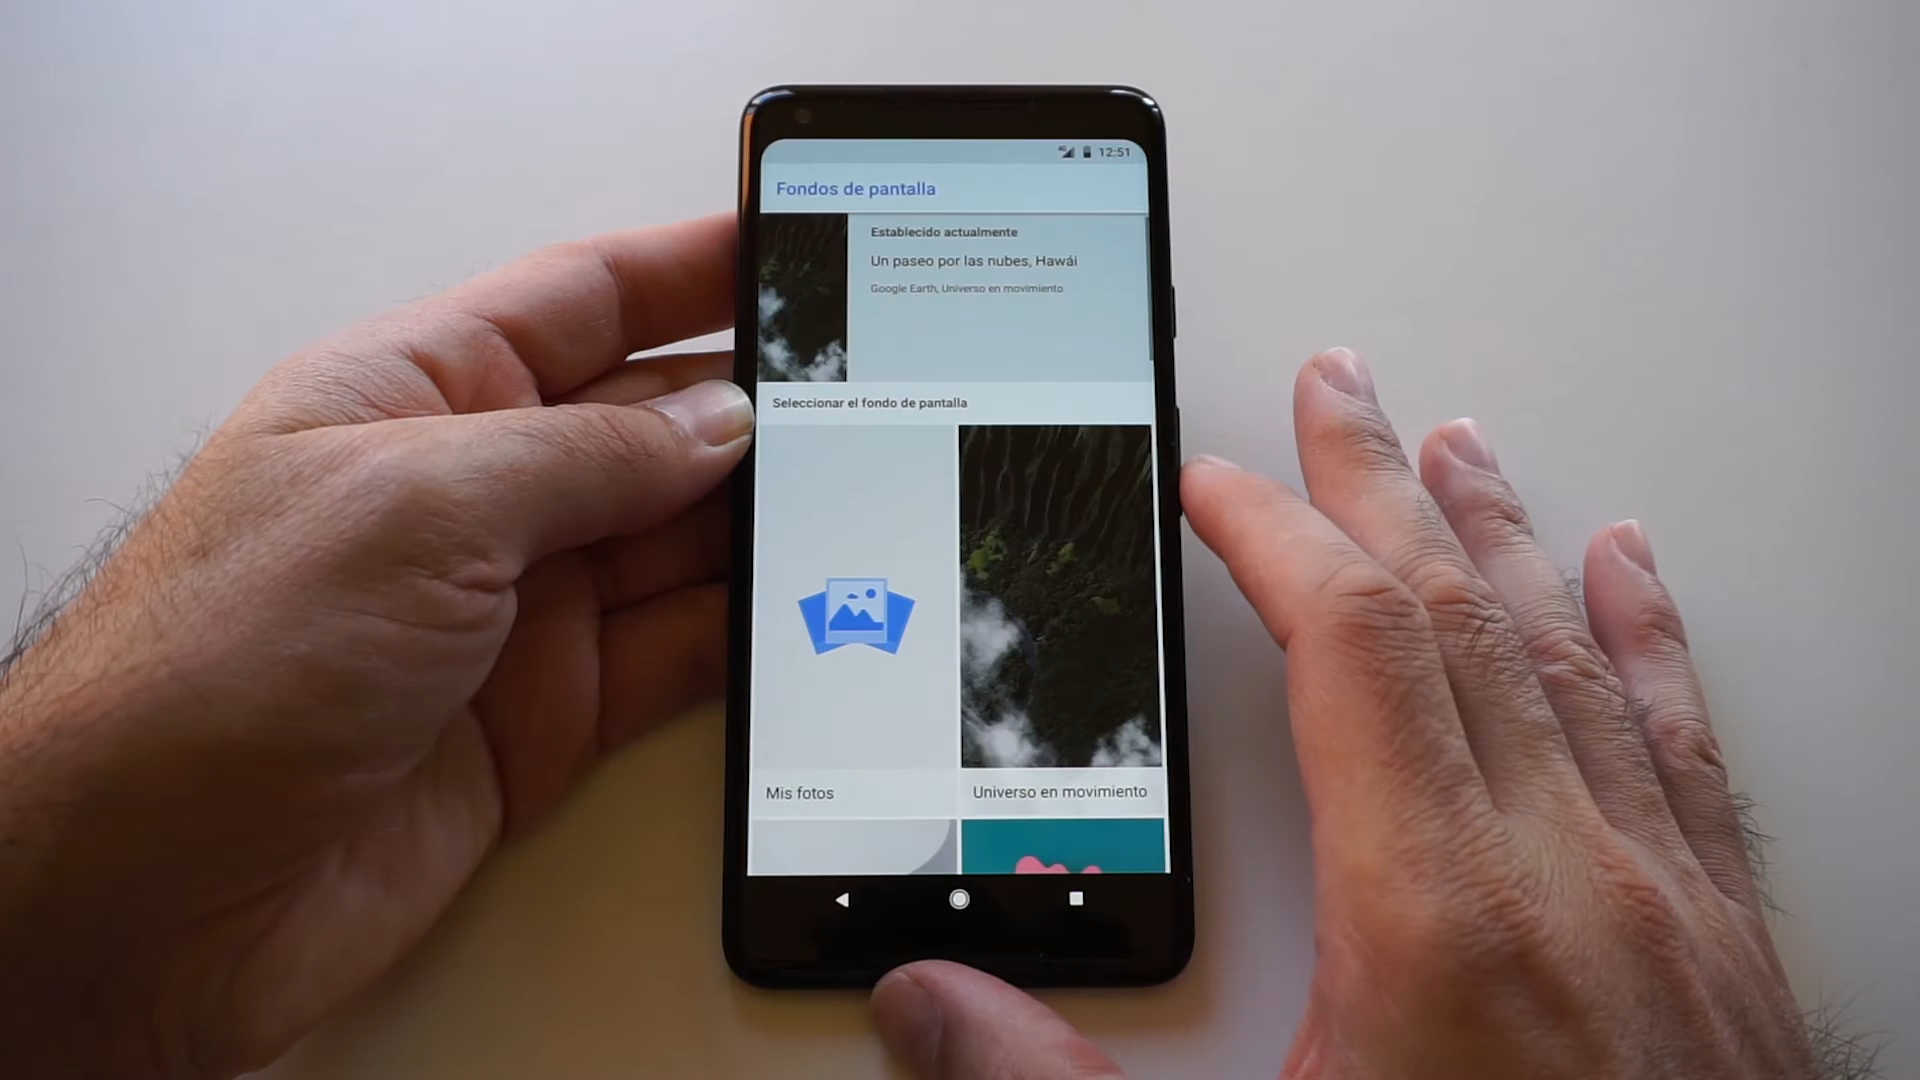 4G 12:51
Fondos de pantalla
Establecido actualmente
Un paseo por las nubes, Hawái
Google Earth, Universo en movimiento
Seleccionar el fondo de pantalla
Mis fotos
Universo en movimiento